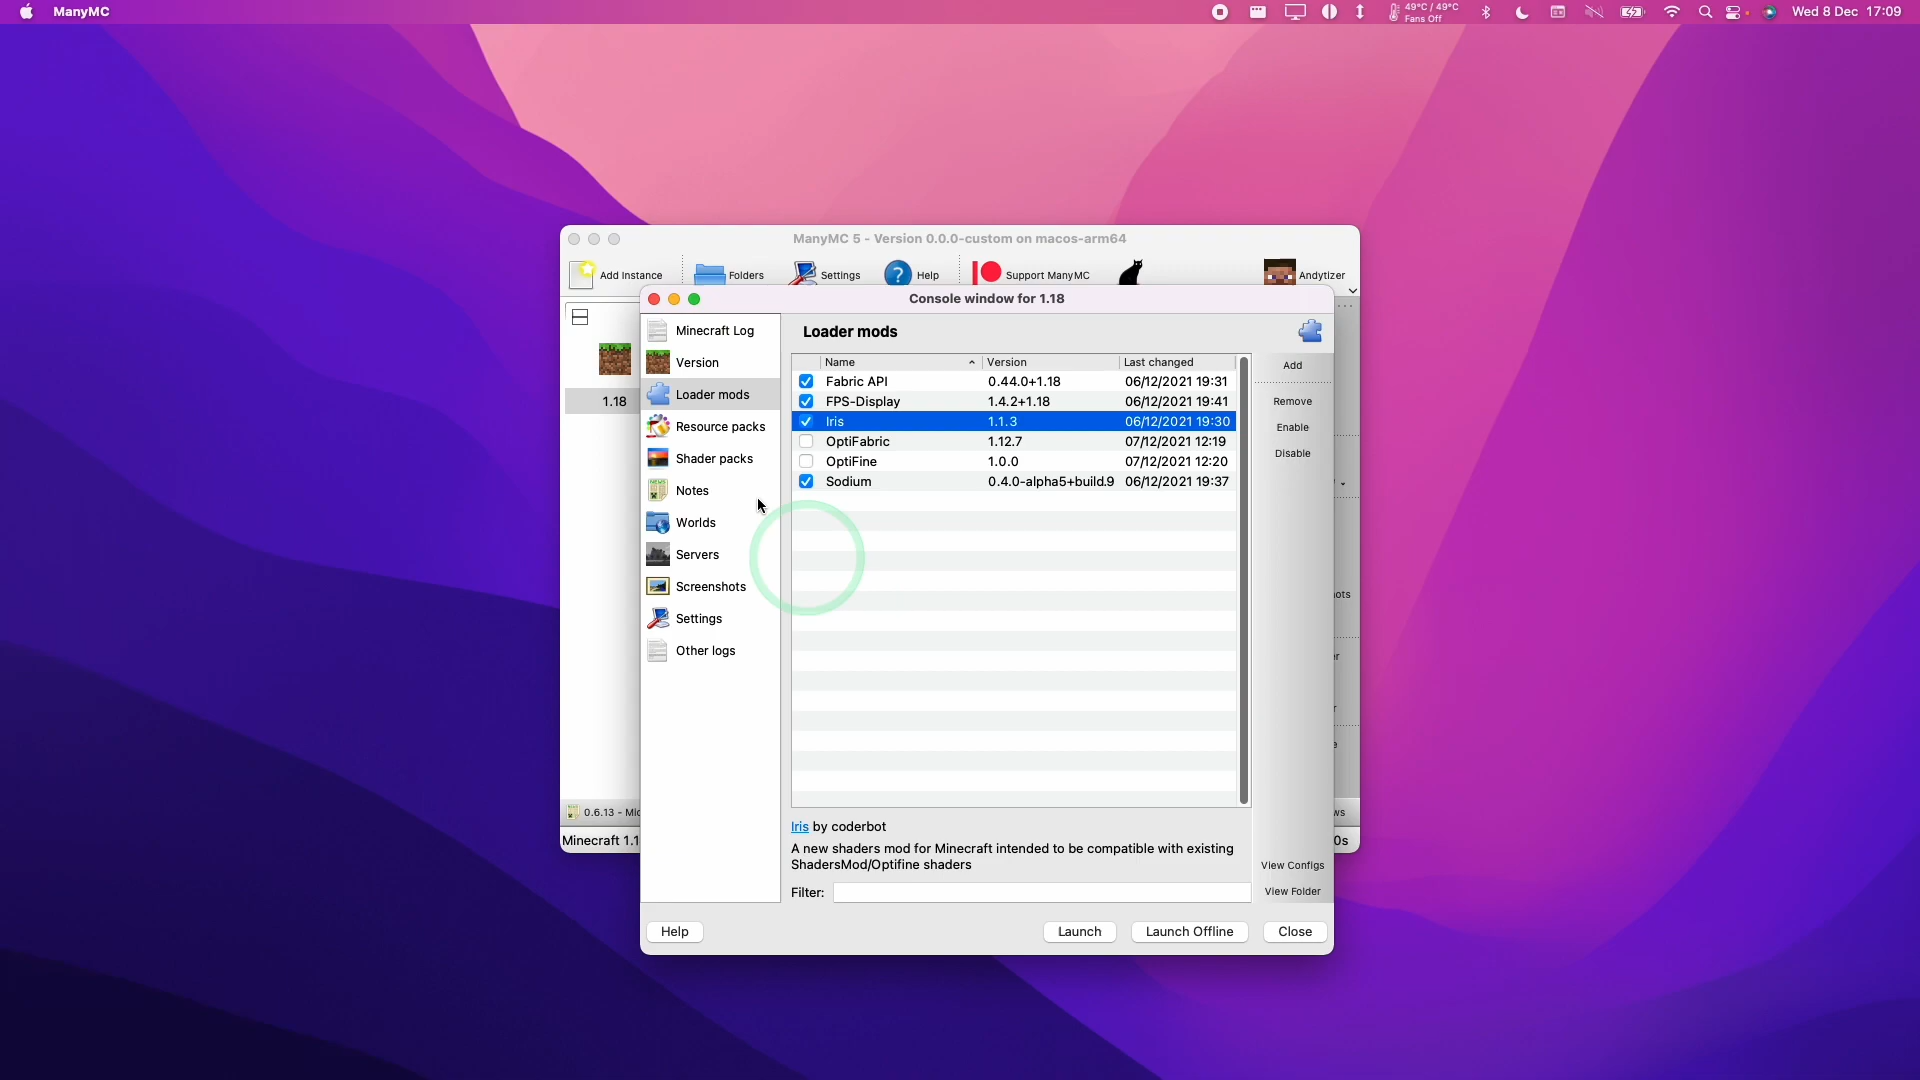 ManyMC
49°C / 49°C
Fans Off
Wed 8 Dec 17:09
ManyMC 5 - Version 0.0.0-custom on macos-arm64
Add Instance
Folders
Settings
Help
Support ManyMC
Andytizer
1.18
Console window for 1.18
Minecraft Log
Version
Loader mods
Resource packs
Shader packs
Notes
Worlds
Servers
Screenshots
Settings
Other logs
Loader mods
Name Version Last changed
Fabric API 0.44.0+1.18 06/12/2021 19:31
FPS-Display 1.4.2+1.18 06/12/2021 19:41
Iris 1.1.3 06/12/2021 19:30
OptiFabric 1.12.7 07/12/2021 12:19
OptiFine 1.0.0 07/12/2021 12:20
Sodium 0.4.0-alpha5+build.9 06/12/2021 19:37
Add
Remove
Enable
Disable
View Configs
View Folder
Iris by coderbot
A new shaders mod for Minecraft intended to be compatible with existing
ShadersMod/Optifine shaders
Filter:
Help
Launch
Launch Offline
Close
0.6.13 - Mi
Minecraft 1.1
0s